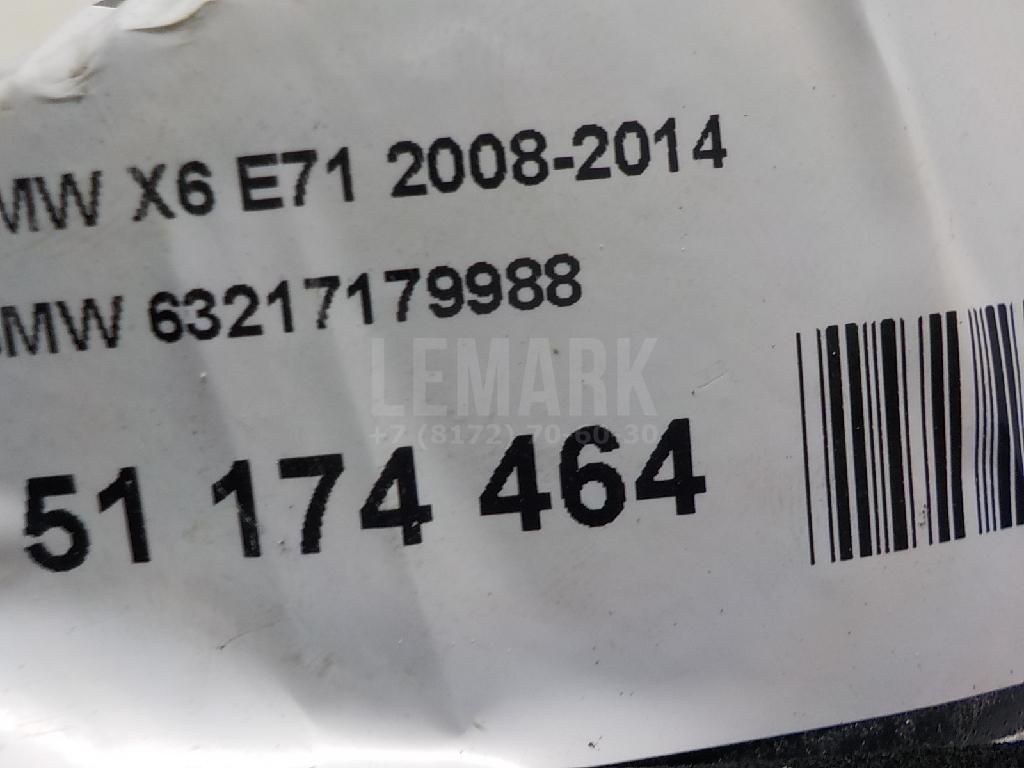 MW X6 E71 2008-2014
MW 63217179988
LEMARK
+7 (8172) 70-60-30
51 174 464